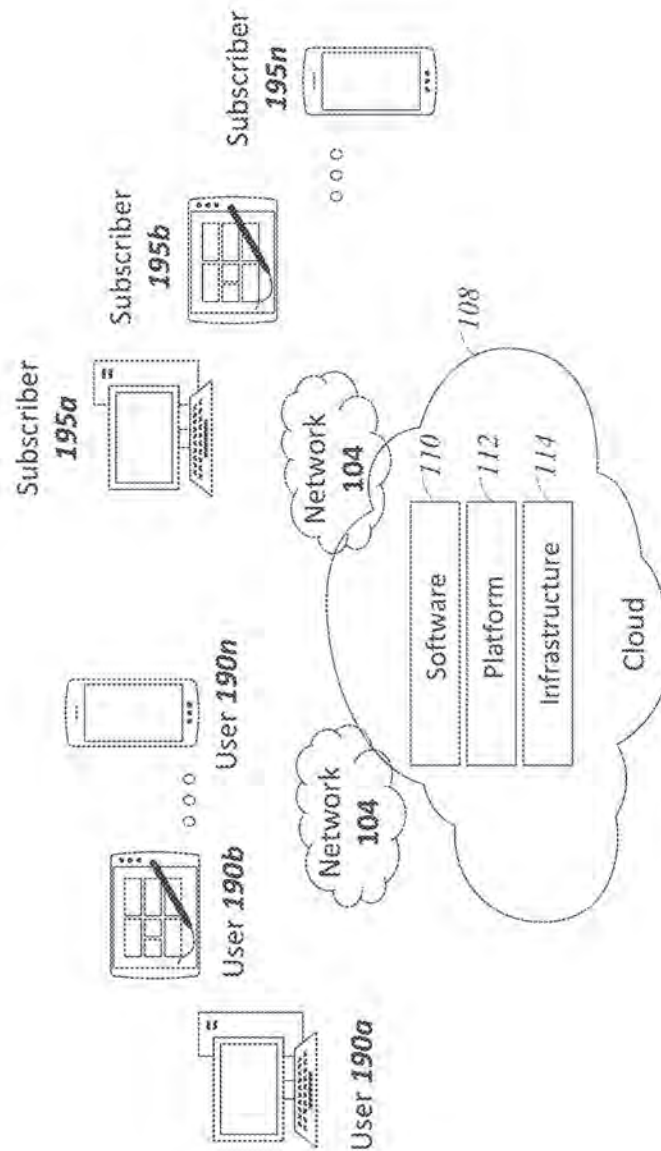 Subscriber
195a
Subscriber
195b
Subscriber
195n
User 190a
User 190b
User 190n
Network
104
Network
104
108
Software
110
Platform
112
Infrastructure
114
Cloud